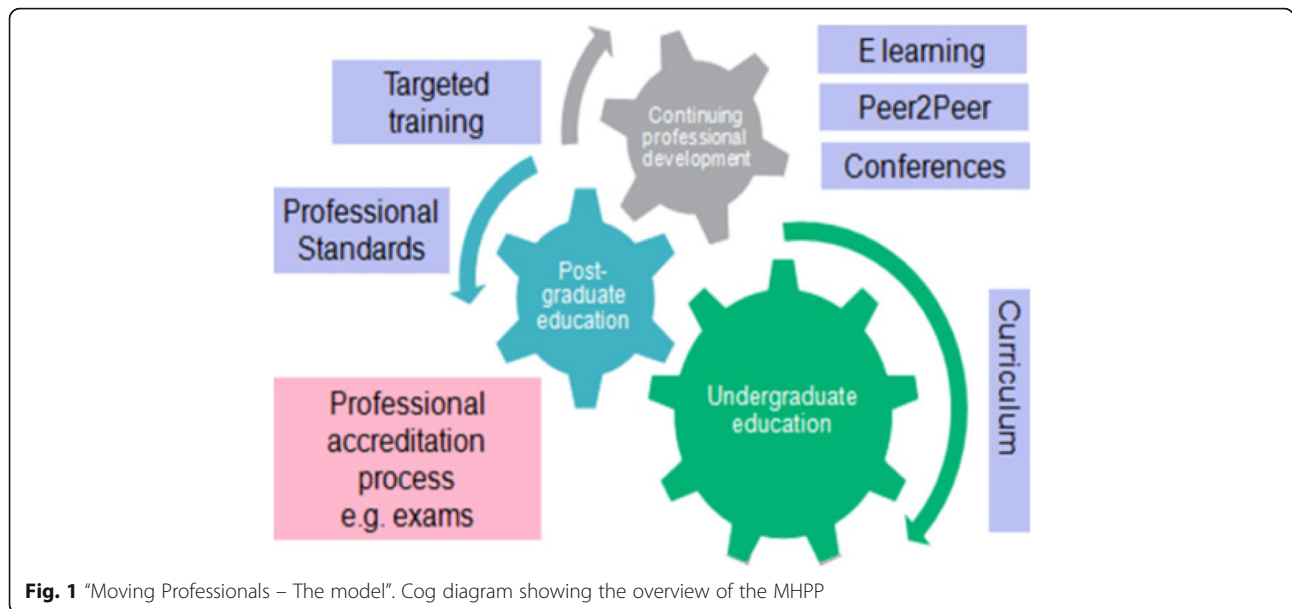 Targeted
training
Continuing
professional
development
E learning
Peer2Peer
Conferences
Professional
Standards
Post-
graduate
education
Professional
accreditation
process
e.g. exams
Undergraduate
education
Curriculum
Fig. 1 “Moving Professionals – The model”. Cog diagram showing the overview of the MHPP